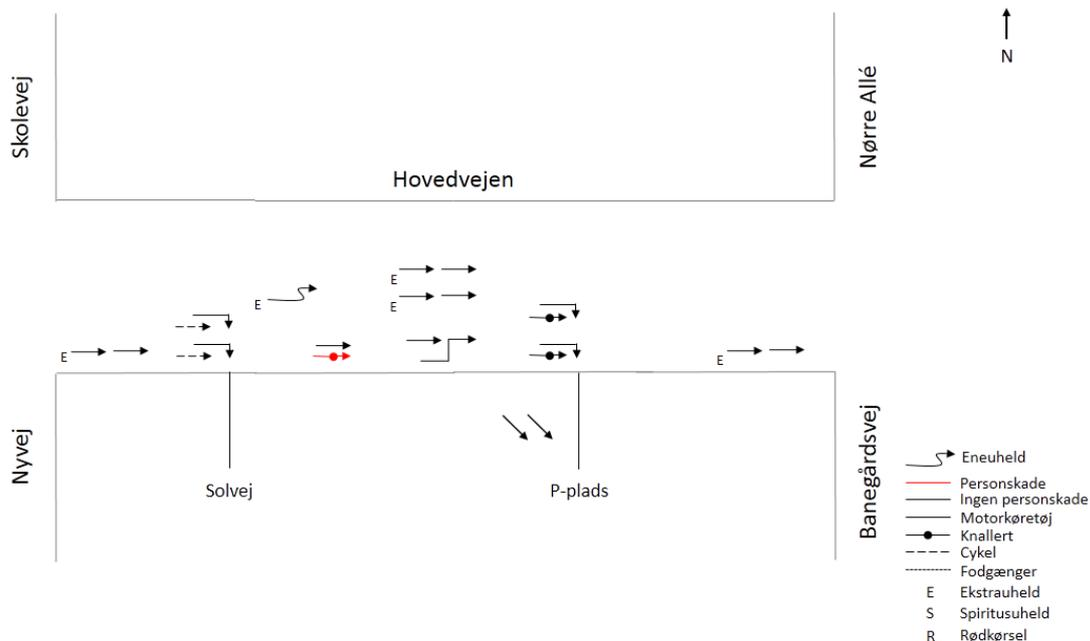 Skolevej
Nørre Allé
N
Hovedvejen
E
E
E
E
E
Nyvej
Solvej
P-plads
Banegårdsvej
Eneuheld
Personskade
Ingen personskade
Motorkøretøj
Knallert
Cykel
Fodgænger
E Ekstrauheld
S Spiritusuheld
R Rødkørsel